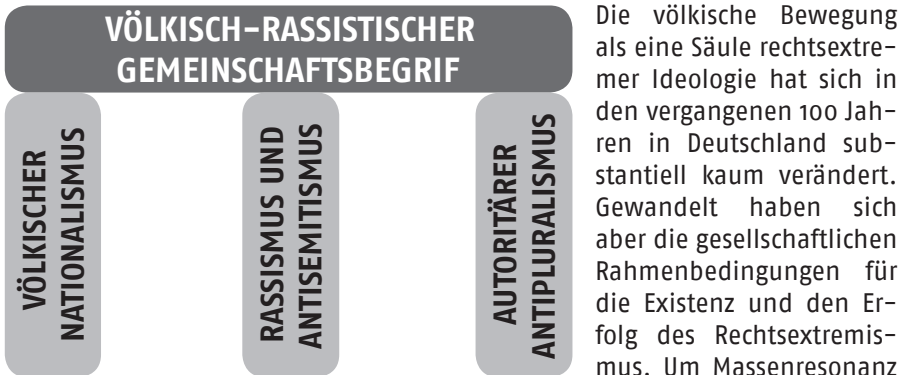 VÖLKISCH-RASSISTISCHER
GEMEINSCHAFTSBEGRIF
VÖLKISCHER
NATIONALISMUS
RASSISMUS UND
ANTISEMITISMUS
AUTORITÄRER
ANTIPLURALISMUS
Die völkische Bewegung
als eine Säule rechtsextre-
mer Ideologie hat sich in
den vergangenen 100 Jah-
ren in Deutschland sub-
stantiell kaum verändert.
Gewandelt haben sich
aber die gesellschaftlichen
Rahmenbedingungen für
die Existenz und den Er-
folg des Rechtsextremis-
mus. Um Massenresonanz